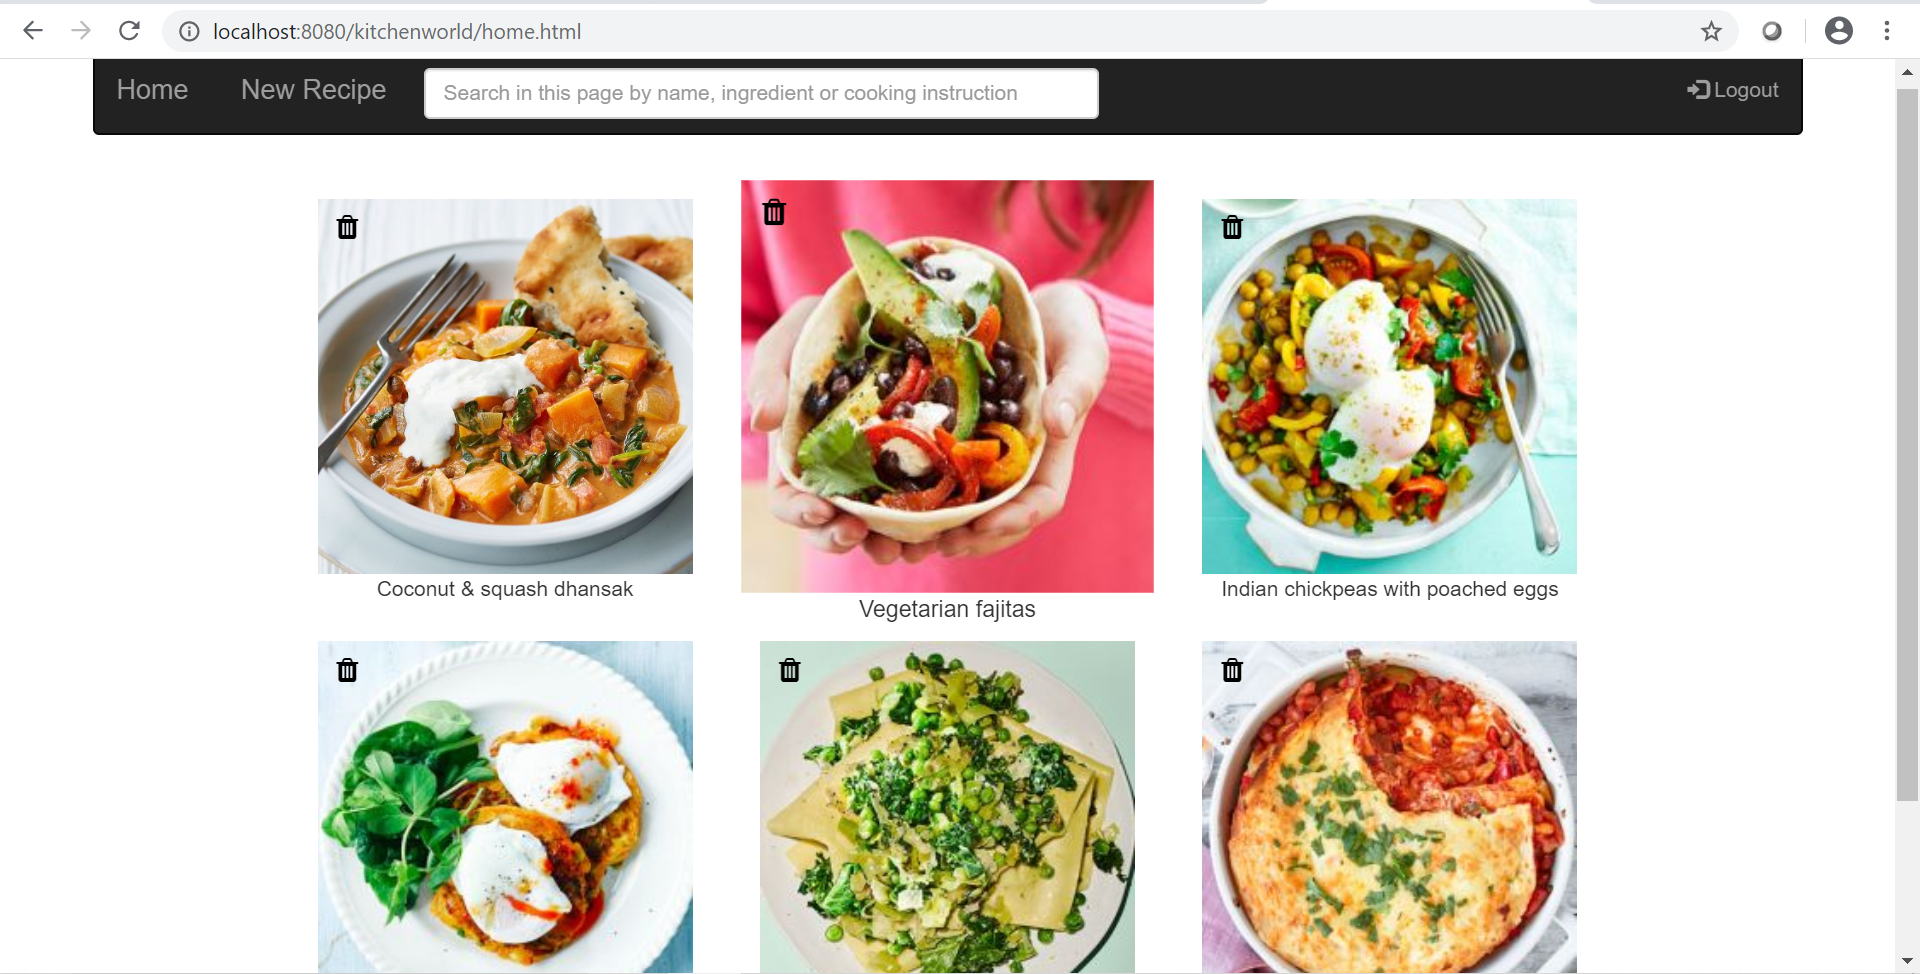 localhost:8080/kitchenworld/home.html
Home New Recipe Search in this page by name, ingredient or cooking instruction Logout
Coconut & squash dhansak
Vegetarian fajitas
Indian chickpeas with poached eggs